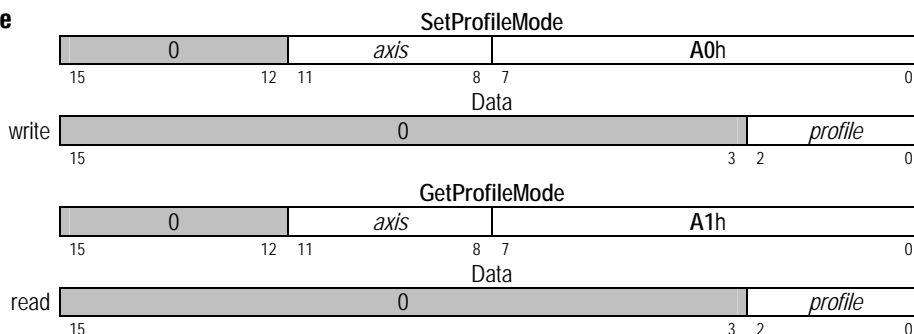 e
SetProfileMode
0 axis A0h
15 12 11 8 7 0
Data
write 0 profile
15 3 2 0
GetProfileMode
0 axis A1h
15 12 11 8 7 0
Data
read 0 profile
15 3 2 0